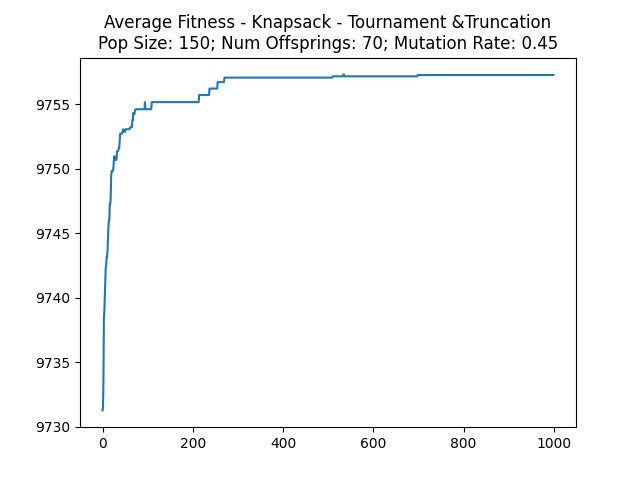 Average Fitness - Knapsack - Tournament &Truncation
Pop Size: 150; Num Offsprings: 70; Mutation Rate: 0.45
9755
9750
9745
9740
9735
9730
0 200 400 600 800 1000